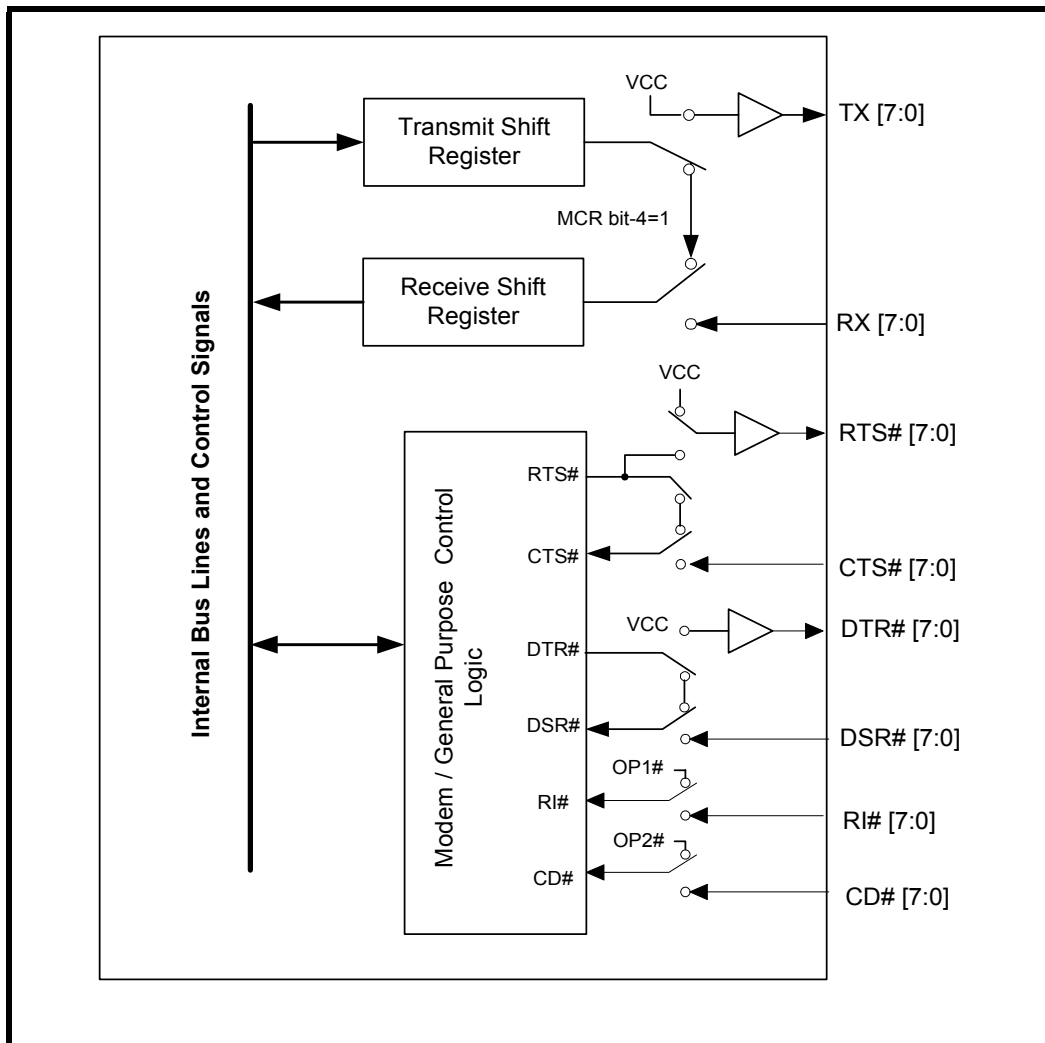 VCC
TX [7:0]
Transmit Shift
Register
MCR bit-4=1
Receive Shift
Register
RX [7:0]
Internal Bus Lines and Control Signals
VCC
RTS# [7:0]
Modem / General Purpose Control
Logic
RTS#
CTS#
CTS# [7:0]
VCC
DTR# [7:0]
DTR#
DSR#
DSR# [7:0]
OP1#
RI#
RI# [7:0]
OP2#
CD#
CD# [7:0]